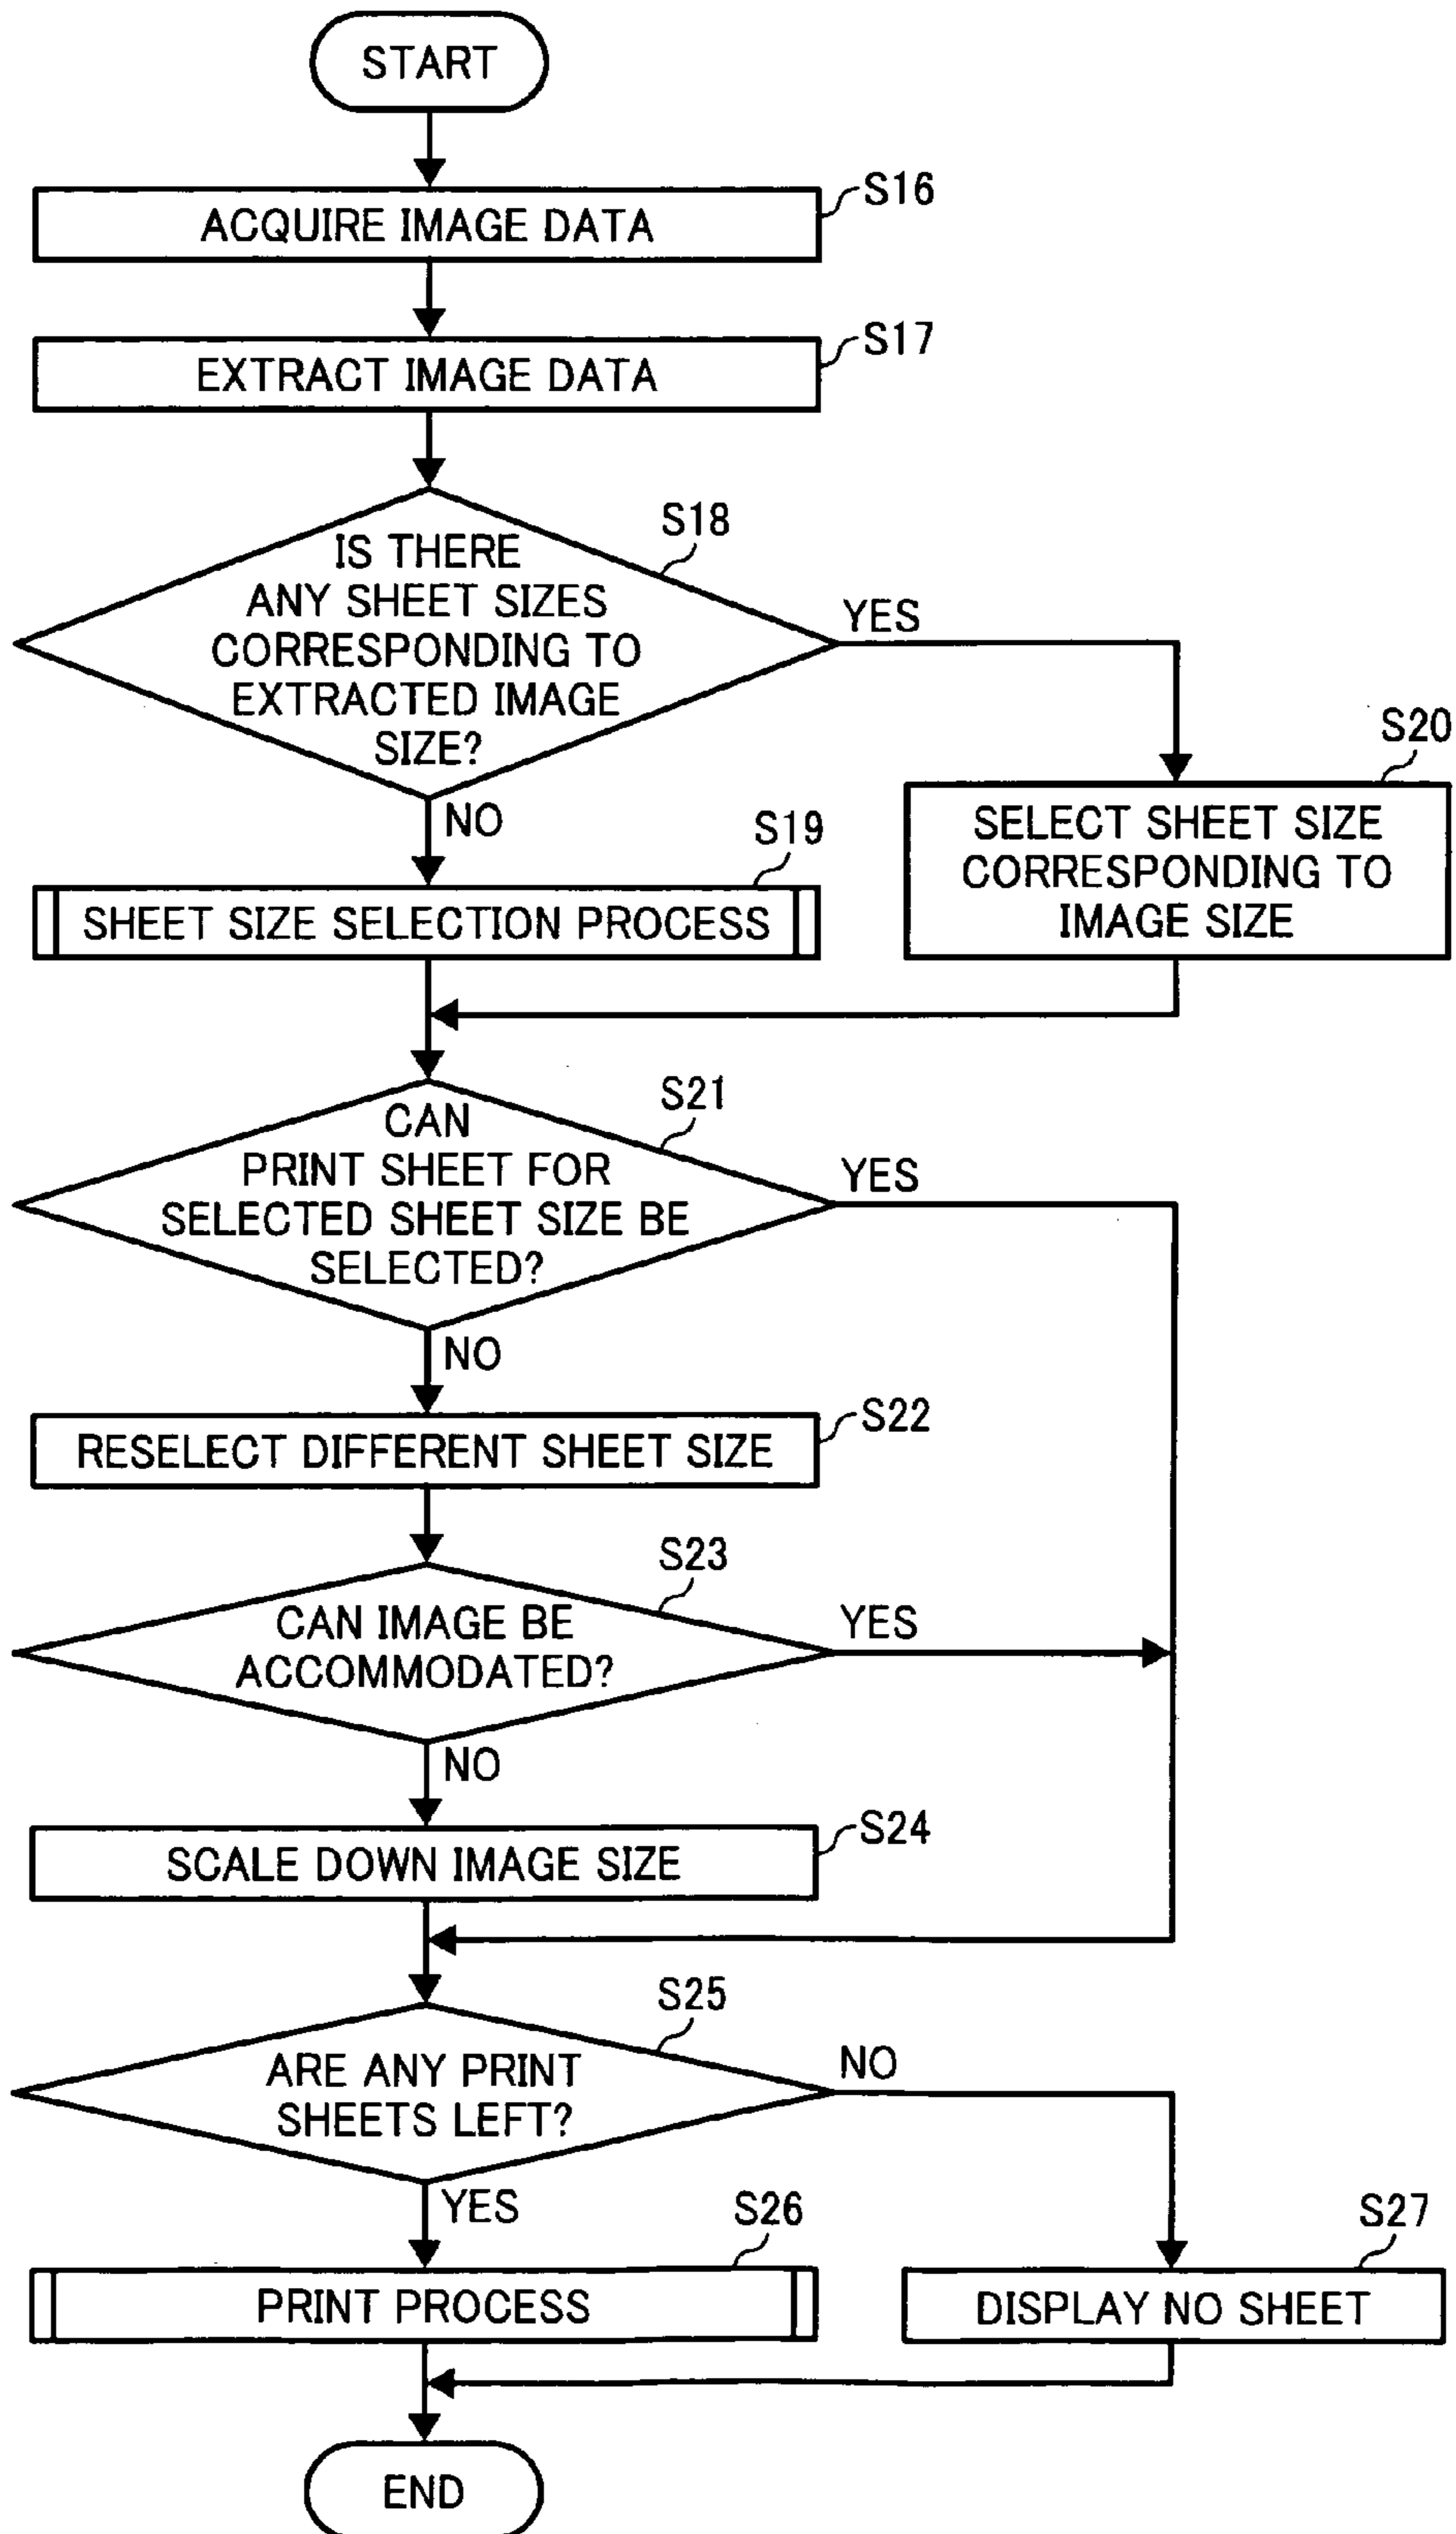 START
S16
ACQUIRE IMAGE DATA
S17
EXTRACT IMAGE DATA
S18
IS THERE
ANY SHEET SIZES
CORRESPONDING TO
EXTRACTED IMAGE
SIZE?
YES
NO
S20
SELECT SHEET SIZE
CORRESPONDING TO
IMAGE SIZE
S19
SHEET SIZE SELECTION PROCESS
S21
CAN
PRINT SHEET FOR
SELECTED SHEET SIZE BE
SELECTED?
YES
NO
S22
RESELECT DIFFERENT SHEET SIZE
S23
CAN IMAGE BE
ACCOMMODATED?
YES
NO
S24
SCALE DOWN IMAGE SIZE
S25
ARE ANY PRINT
SHEETS LEFT?
NO
YES
S26
PRINT PROCESS
S27
DISPLAY NO SHEET
END